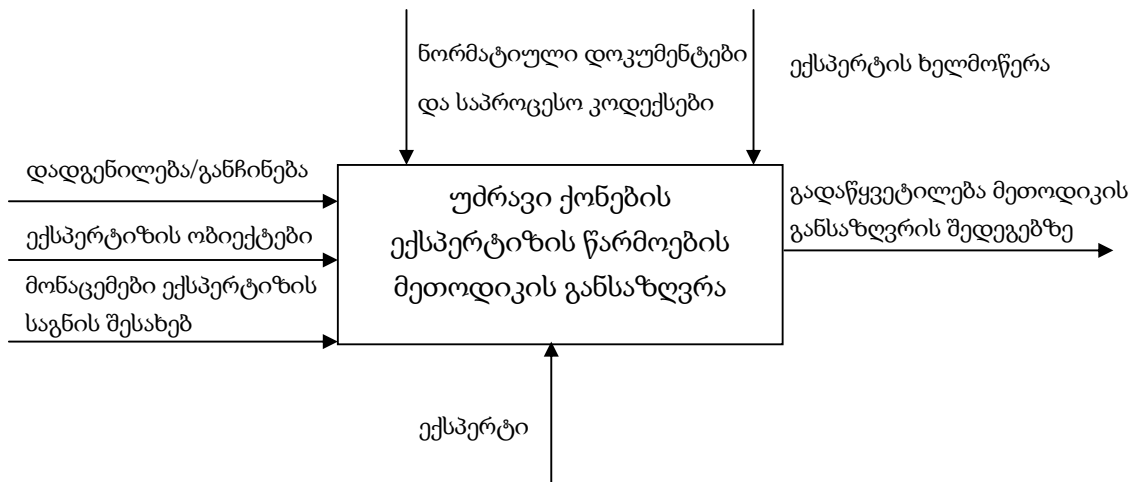 ნორმატიული დოკუმენტები
და საპროცესო კოდექსები
ექსპერტის ხელმოწერა
დადგენილება/განჩინება
ექსპერტიზის ობიექტები
მონაცემები ექსპერტიზის
საგნის შესახებ
უძრავი ქონების
ექსპერტიზის წარმოების
მეთოდიკის განსაზღვრა
გადაწყვეტილება მეთოდიკის
განსაზღვრის შედეგებზე
ექსპერტი